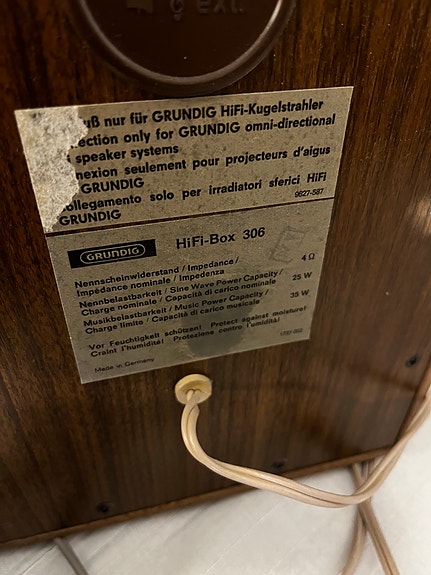 uß nur für GRUNDIG HiFi-Kugelstrahler
ection only for GRUNDIG omni-directional
speaker systems
nexion seulement pour projecteurs d'aigus
GRUNDIG
ollegamento solo per irradiatori sferici HiFi
GRUNDIG
9627-587
GRUNDIG HiFi-Box 306
Nennscheinwiderstand / Impedance /
Impédance nominale / Impedenza 4 Ω
Nennbelastbarkeit / Sine Wave Power Capacity /
Charge nominale / Capacità di carico nominale 25 W
Musikbelastbarkeit / Music Power Capacity /
Charge limite / Capacità di carico musicale 35 W
Vor Feuchtigkeit schützen! Protect against moisture!
Craint l'humidité! Protezione contro l'umidità!
Made in Germany